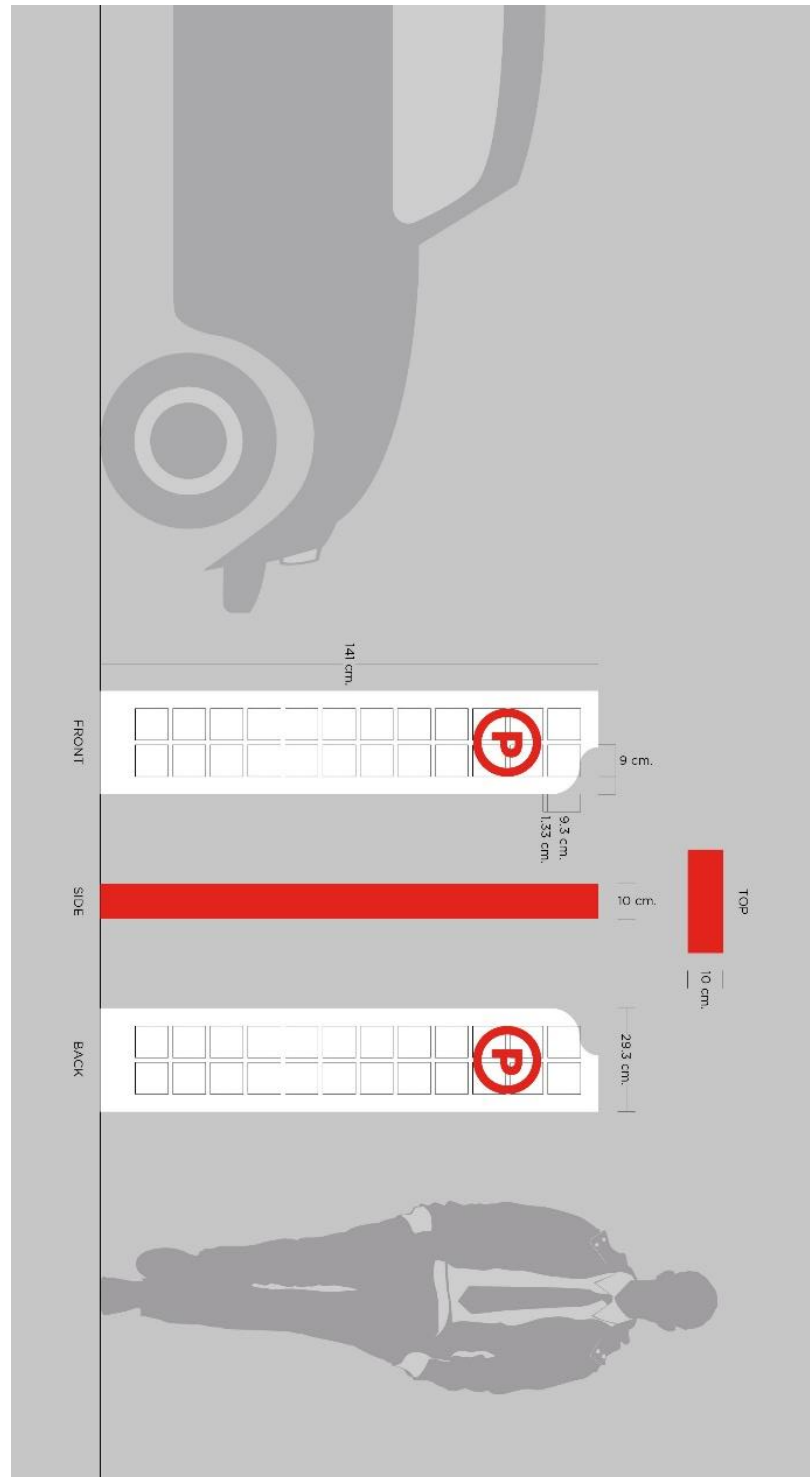 141 cm.
FRONT
P
9 cm.
9.3 cm.
1.33 cm.
SIDE
10 cm.
TOP
10 cm.
BACK
P
29.3 cm.